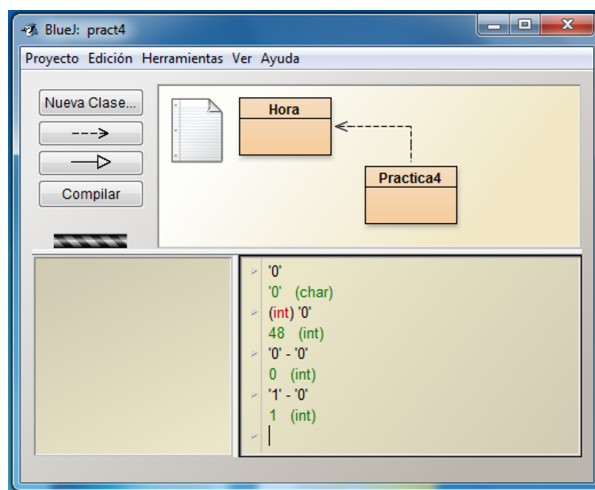 BlueJ: pract4
Proyecto Edición Herramientas Ver Ayuda
Nueva Clase...
Compilar
Hora
Practica4
'0'
'0' (char)
(int) '0'
48 (int)
'0' - '0'
0 (int)
'1' - '0'
1 (int)